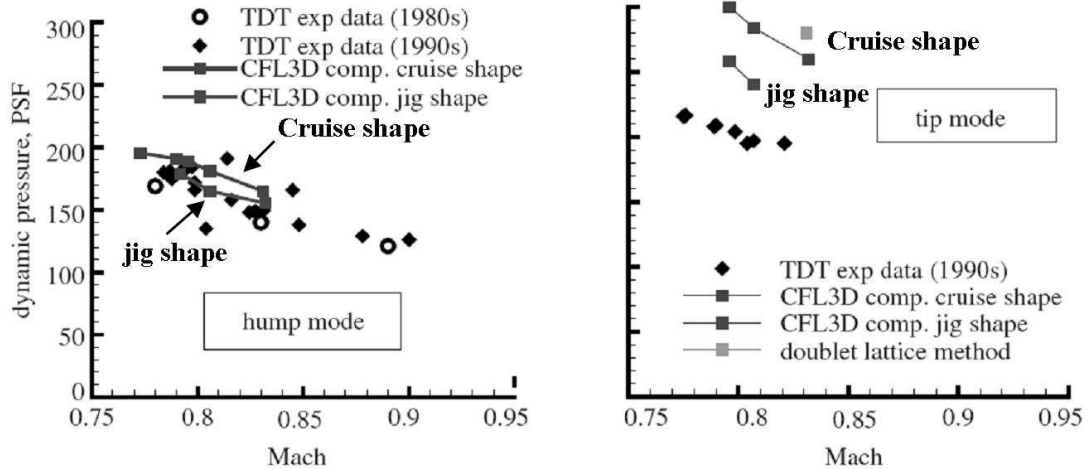 300
250
200
150
100
50
0
dynamic pressure, PSF
TDT exp data (1980s)
TDT exp data (1990s)
CFL3D comp. cruise shape
CFL3D comp. jig shape
Cruise shape
jig shape
hump mode
0.75 0.8 0.85 0.9 0.95
Mach
Cruise shape
jig shape
tip mode
TDT exp data (1990s)
CFL3D comp. cruise shape
CFL3D comp. jig shape
doublet lattice method
0.75 0.8 0.85 0.9 0.95
Mach